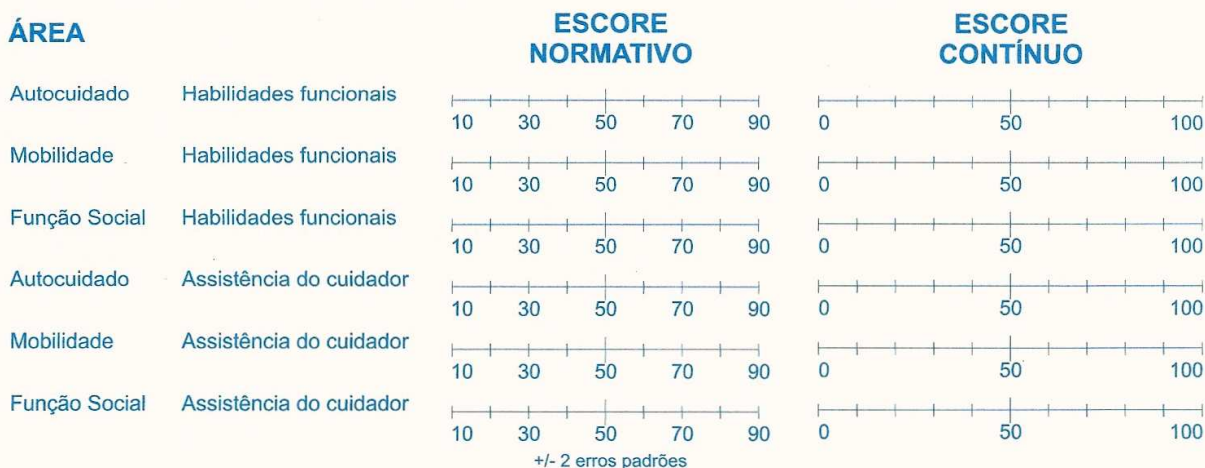 ÁREA ESCORE NORMATIVO ESCORE CONTÍNUO
Autocuidado Habilidades funcionais
10 30 50 70 90 0 50 100
Mobilidade Habilidades funcionais
10 30 50 70 90 0 50 100
Função Social Habilidades funcionais
10 30 50 70 90 0 50 100
Autocuidado Assistência do cuidador
10 30 50 70 90 0 50 100
Mobilidade Assistência do cuidador
10 30 50 70 90 0 50 100
Função Social Assistência do cuidador
10 30 50 70 90 0 50 100
+/- 2 erros padrões